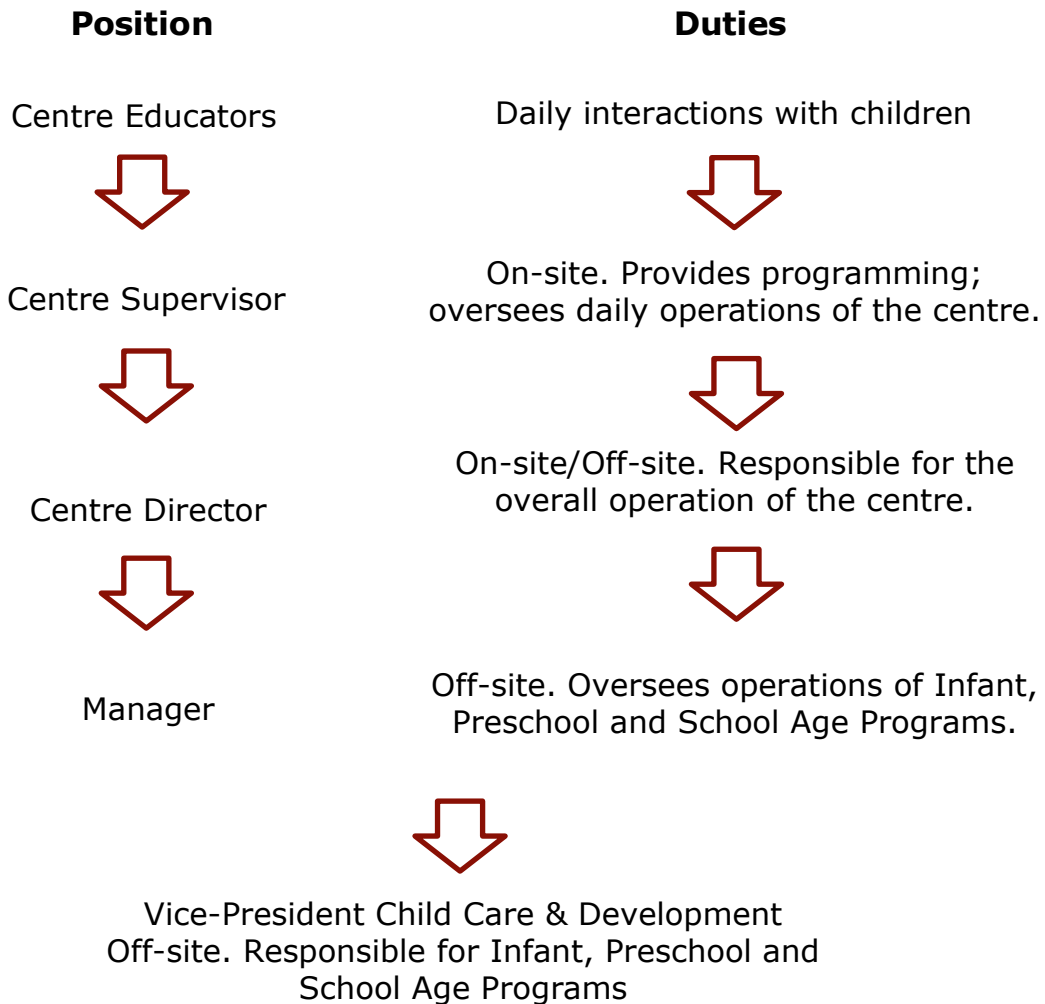 Position Duties
Centre Educators Daily interactions with children
Centre Supervisor
On-site. Provides programming;
oversees daily operations of the centre.
Centre Director
On-site/Off-site. Responsible for the
overall operation of the centre.
Manager
Off-site. Oversees operations of Infant,
Preschool and School Age Programs.
Vice-President Child Care & Development
Off-site. Responsible for Infant, Preschool and
School Age Programs